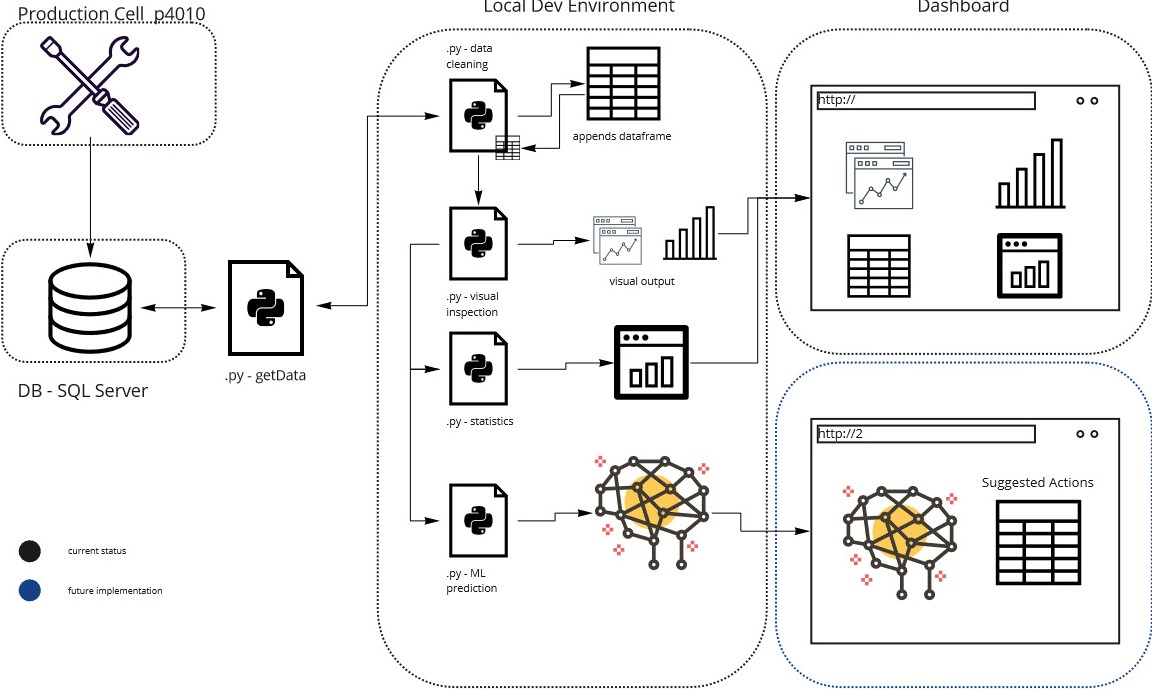 Production Cell p4010
Local Dev Environment
Dashboard
.py - data
cleaning
http://
appends dataframe
visual output
.py - visual
inspection
DB - SQL Server
.py - getData
.py - statistics
http://2
Suggested Actions
current status
.py - ML
prediction
future implementation